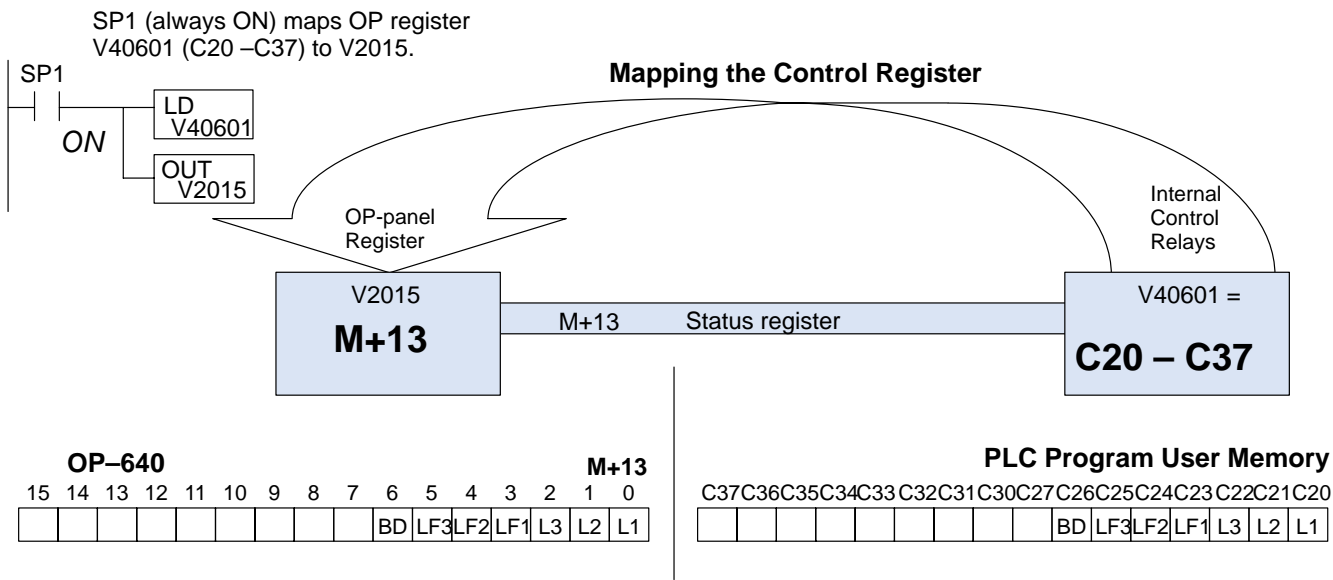 SP1 (always ON) maps OP register
V40601 (C20 –C37) to V2015.
SP1
ON
LD
V40601
OUT
V2015
Mapping the Control Register
OP-panel
Register
Internal
Control
Relays
V2015
M+13
M+13 Status register
V40601 =
C20 – C37
OP–640 M+13
15 14 13 12 11 10 9 8 7 6 5 4 3 2 1 0
BD LF3 LF2 LF1 L3 L2 L1
PLC Program User Memory
C37 C36 C35 C34 C33 C32 C31 C30 C27 C26 C25 C24 C23 C22 C21 C20
BD LF3 LF2 LF1 L3 L2 L1